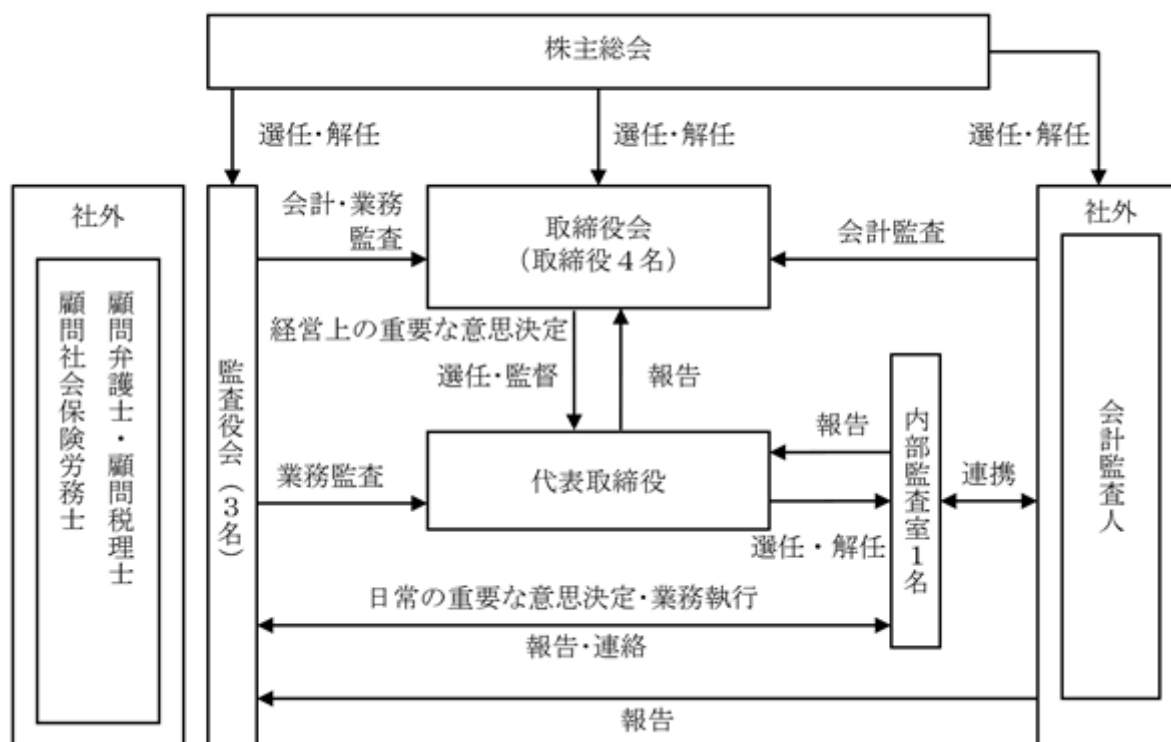 株主総会
選任・解任
選任・解任
選任・解任
社外
顧問弁護士・顧問税理士
顧問社会保険労務士
監査役会（3名）
会計・業務
監査
取締役会
（取締役4名）
会計監査
社外
会計監査人
経営上の重要な意思決定
選任・監督
報告
業務監査
代表取締役
報告
選任・解任
内部監査室1名
連携
日常の重要な意思決定・業務執行
報告・連絡
報告